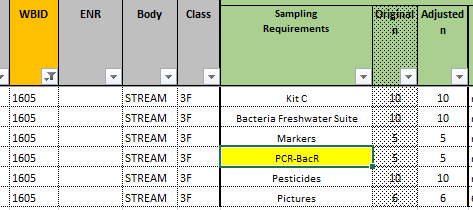 WBID ENR Body Class Sampling Requirements Original n Adjusted n
1605 STREAM 3F Kit C 10 10
1605 STREAM 3F Bacteria Freshwater Suite 10 10
1605 STREAM 3F Markers 5 5
1605 STREAM 3F PCR-BacR 5 5
1605 STREAM 3F Pesticides 10 10
1605 STREAM 3F Pictures 6 6